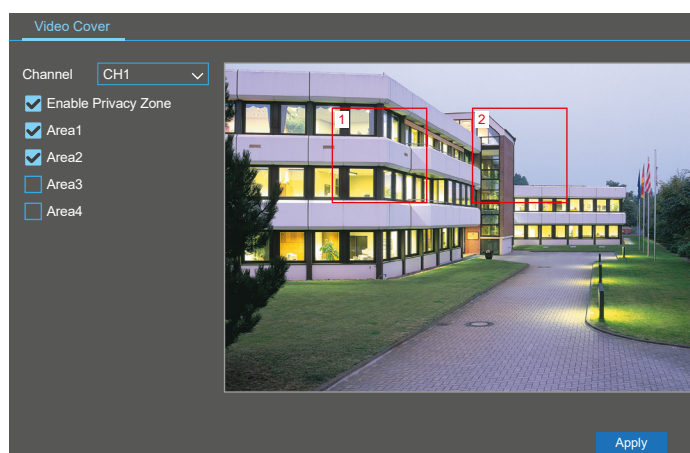 Video Cover
Channel CH1
Enable Privacy Zone
Area1
Area2
Area3
Area4
1
2
Apply